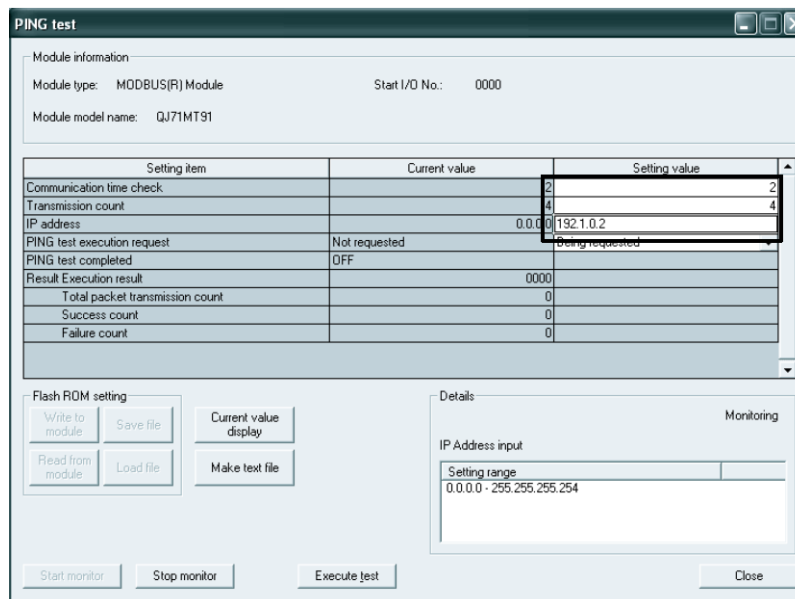 PING test
Module information
Module type: MODBUS(R) Module Start I/O No.: 0000
Module model name: QJ71MT91
Setting item Current value Setting value
Communication time check 2 2
Transmission count 4 4
IP address 0.0.0.0 192.1.0.2
PING test execution request Not requested Being requested
PING test completed OFF
Result Execution result 0000
Total packet transmission count 0
Success count 0
Failure count 0
Flash ROM setting
Write to
module
Save file
Current value
display
Read from
module
Load file
Make text file
Details
Monitoring
IP Address input
Setting range
0.0.0.0 - 255.255.255.254
Start monitor Stop monitor Execute test Close